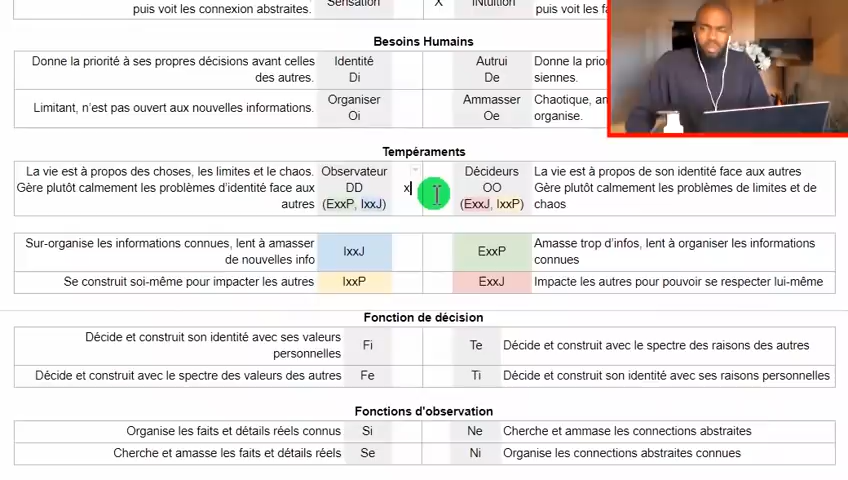 puis voit les connexion abstraites.
Sensation
X
INtuition
puis voit les
Besoins Humains
Donne la priorité à ses propres décisions avant celles
des autres.
Identité
Di
Autrui
De
Donne la
siennes.
Limitant, n'est pas ouvert aux nouvelles informations.
Organiser
Oi
Ammasser
Oe
Chaotique,
organise.
Tempéraments
La vie est à propos des choses, les limites et le chaos.
Gère plutôt calmement les problèmes d'identité face aux
autres
Observateur
DD
(ExxP, IxxJ)
x
Décideurs
OO
(ExxJ, IxxP)
La vie est à propos de son identité face aux autres
Gère plutôt calmement les problèmes de limites et de
chaos
Sur-organise les informations connues, lent à amasser
de nouvelles info
IxxJ
ExxP
Amasse trop d'infos, lent à organiser les informations
connues
Se construit soi-même pour impacter les autres
IxxP
ExxJ
Impacte les autres pour pouvoir se respecter lui-même
Fonction de décision
Décide et construit son identité avec ses valeurs
personnelles
Fi
Te
Décide et construit avec le spectre des raisons des autres
Décide et construit avec le spectre des valeurs des autres
Fe
Ti
Décide et construit son identité avec ses raisons personnelles
Fonctions d'observation
Organise les faits et détails réels connus
Si
Ne
Cherche et ammase les connections abstraites
Cherche et amasse les faits et détails réels
Se
Ni
Organise les connections abstraites connues